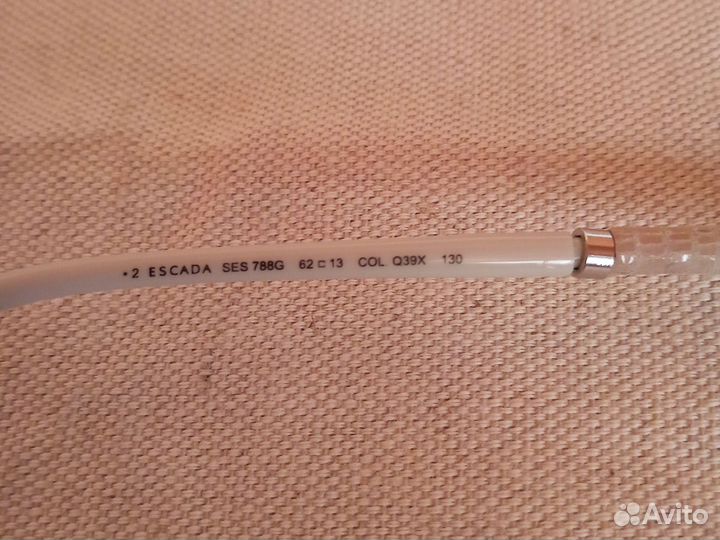 • 2 ESCADA SES 788G 62 □ 13 COL Q39X 130
Avito